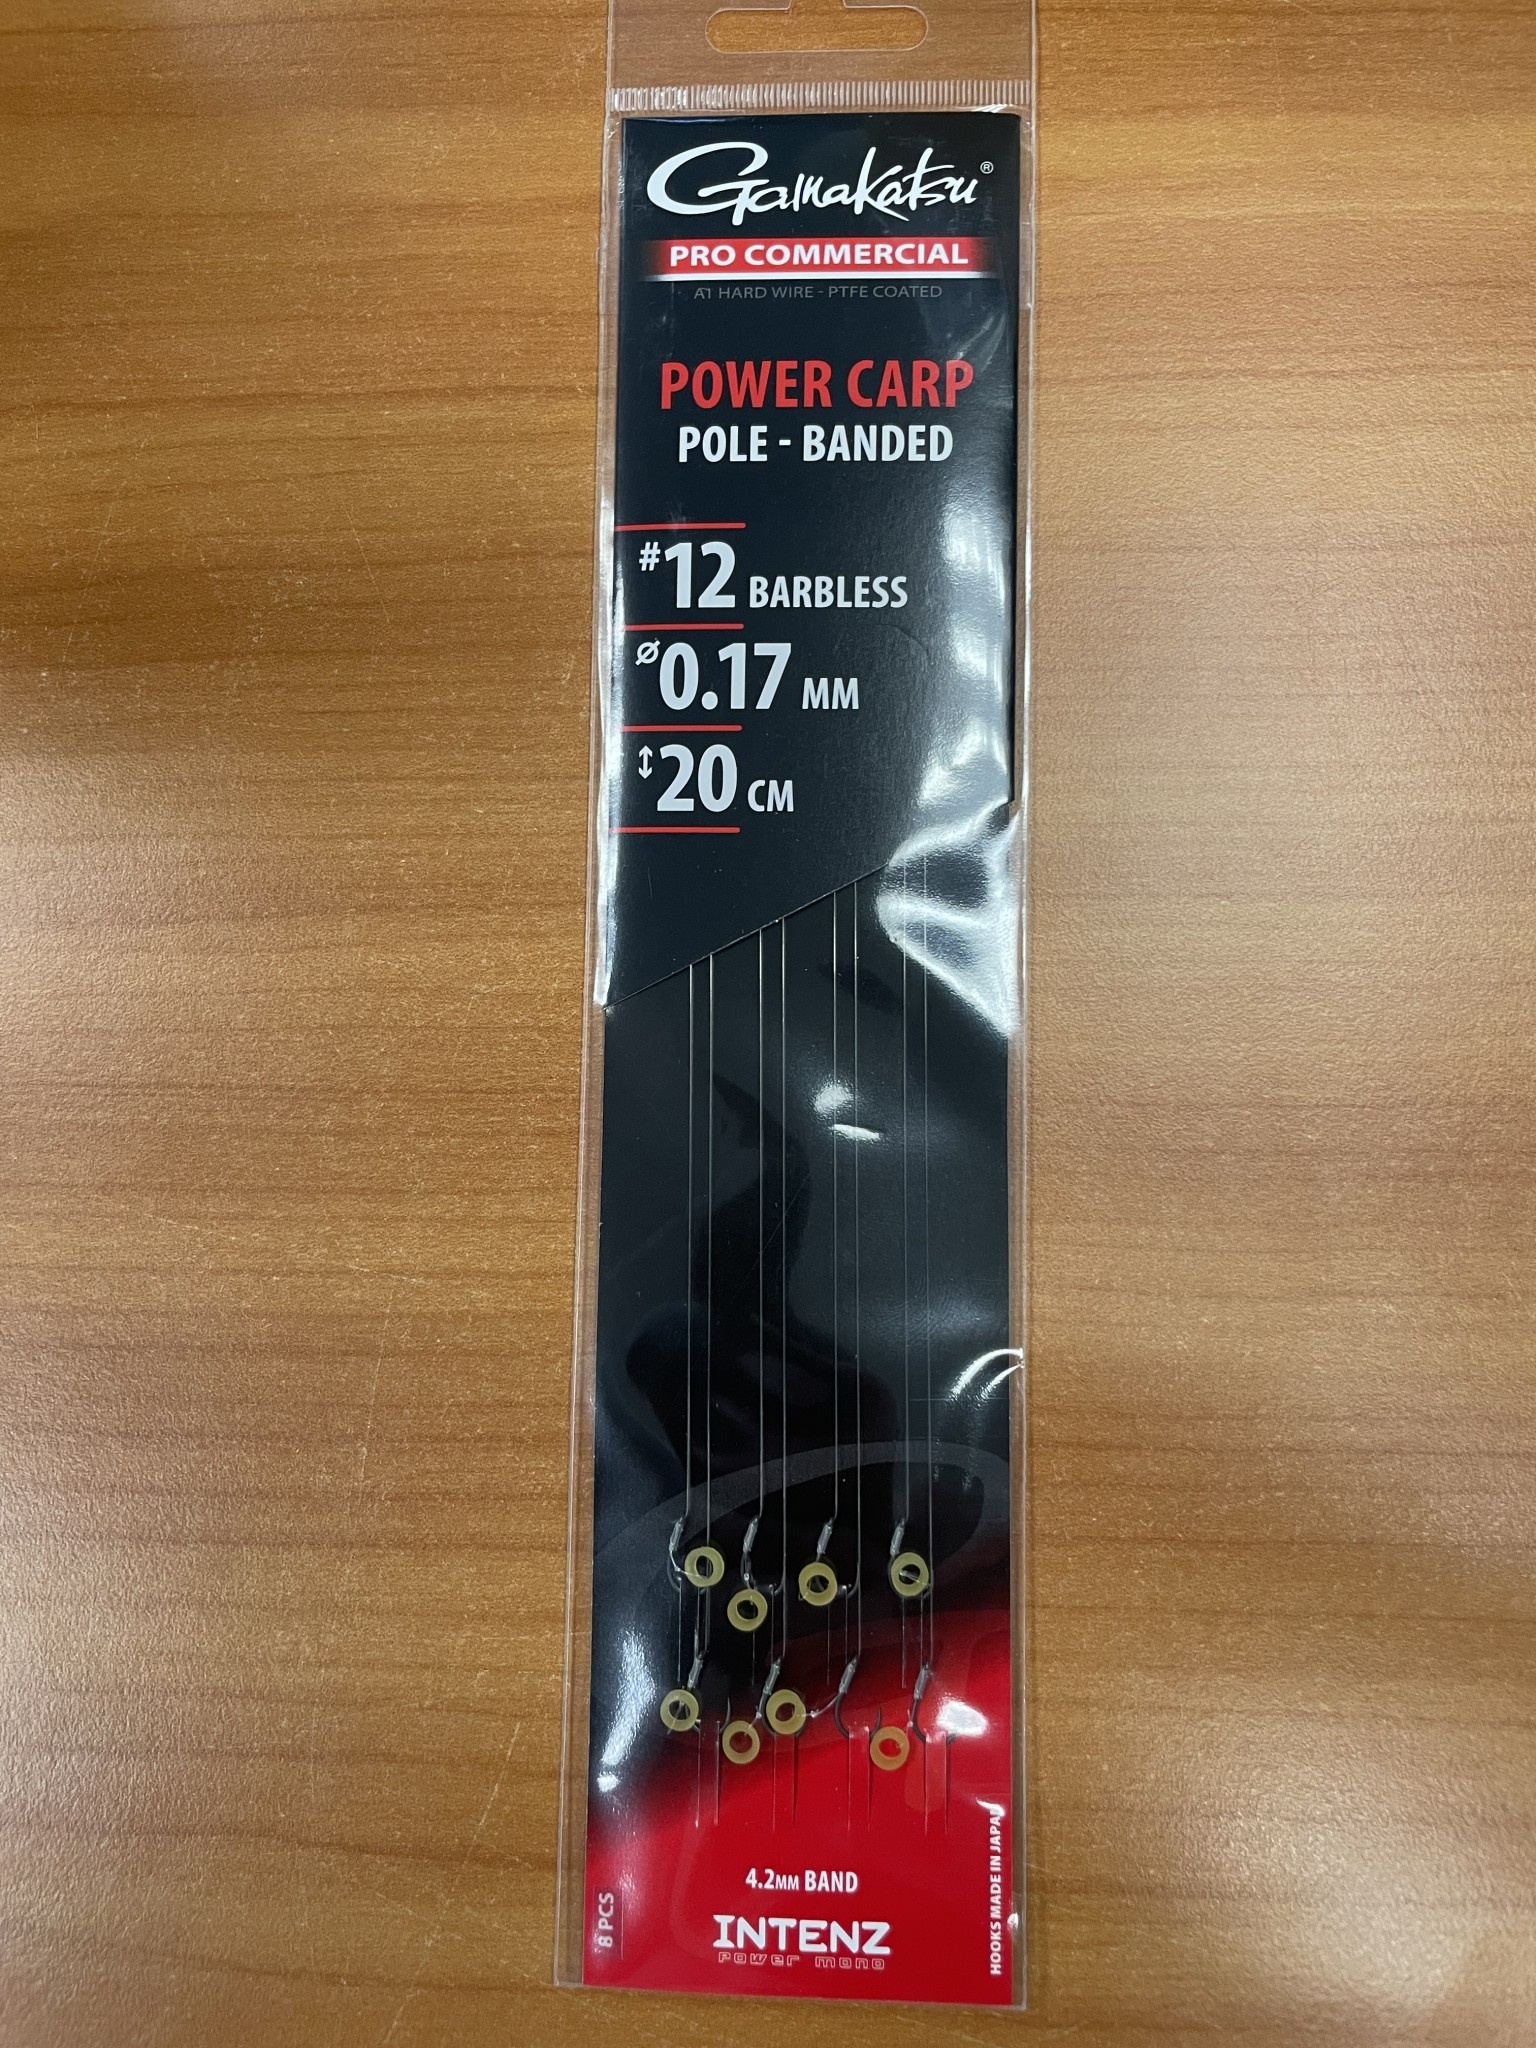 Gamakatsu®
PRO COMMERCIAL
A1 HARD WIRE - PTFE COATED
POWER CARP
POLE - BANDED
#12 BARBLESS
Ø0.17 MM
↕20 CM
4.2MM BAND
INTENZ
POWER MONO
8 PCS
HOOKS MADE IN JAPAN